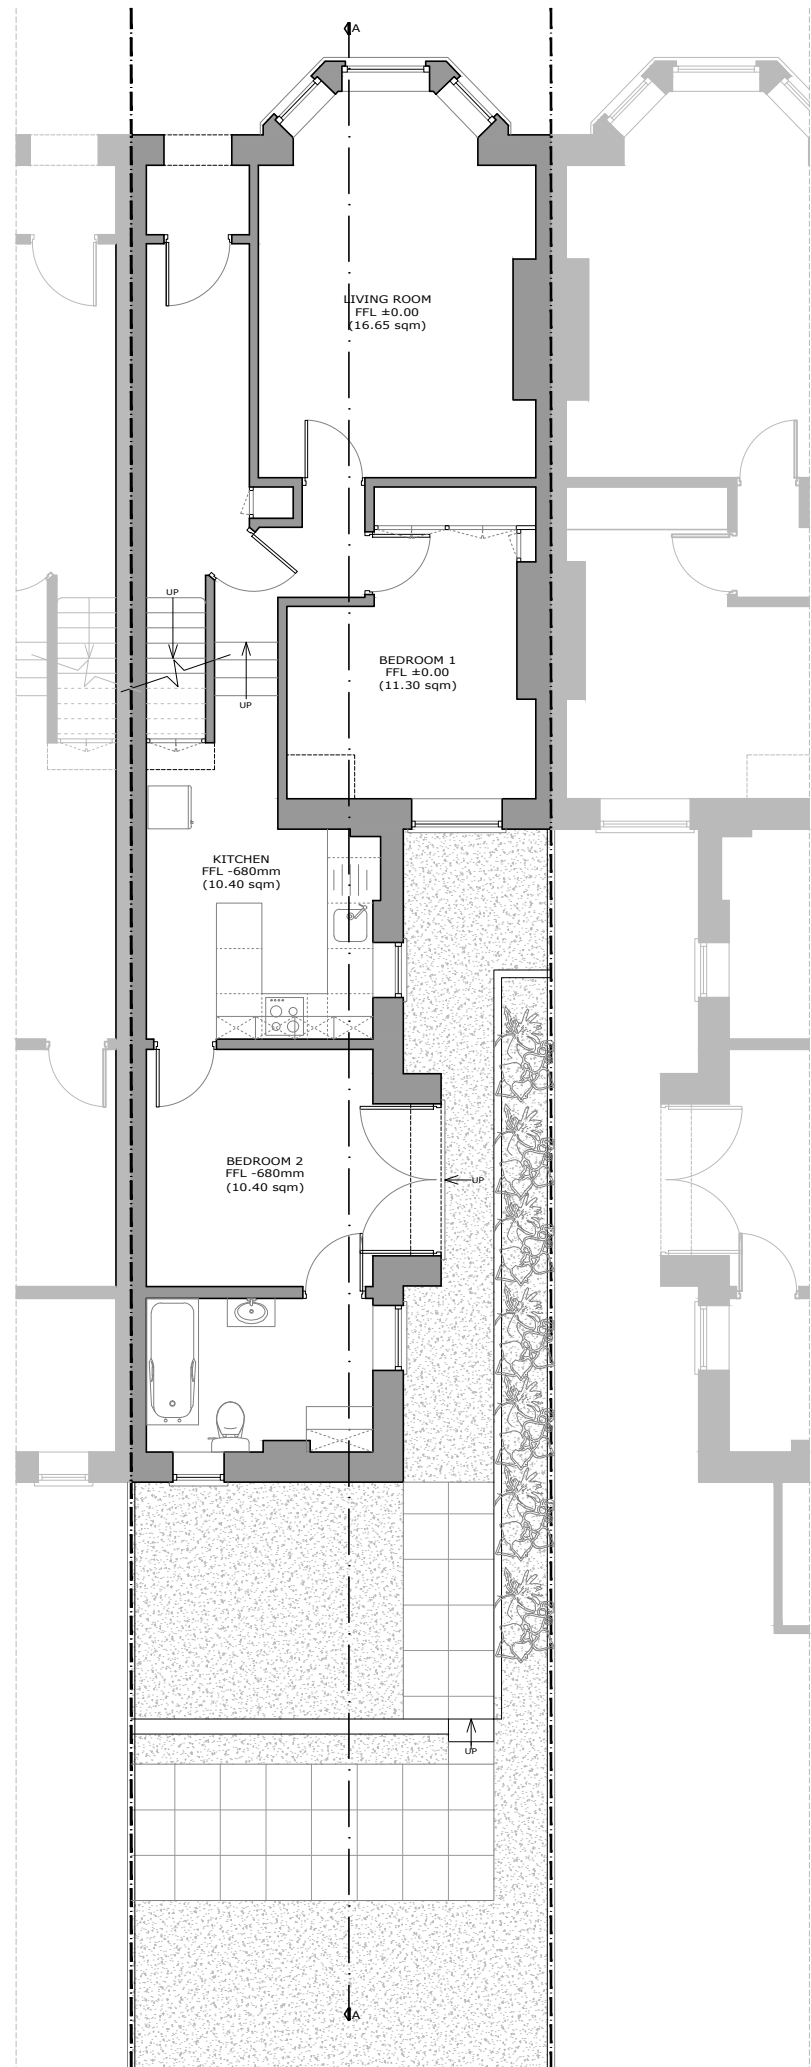 A
LIVING ROOM
FFL ±0.00
(16.65 sqm)
UP
BEDROOM 1
FFL ±0.00
(11.30 sqm)
UP
KITCHEN
FFL -680mm
(10.40 sqm)
BEDROOM 2
FFL -680mm
(10.40 sqm)
UP
UP
A